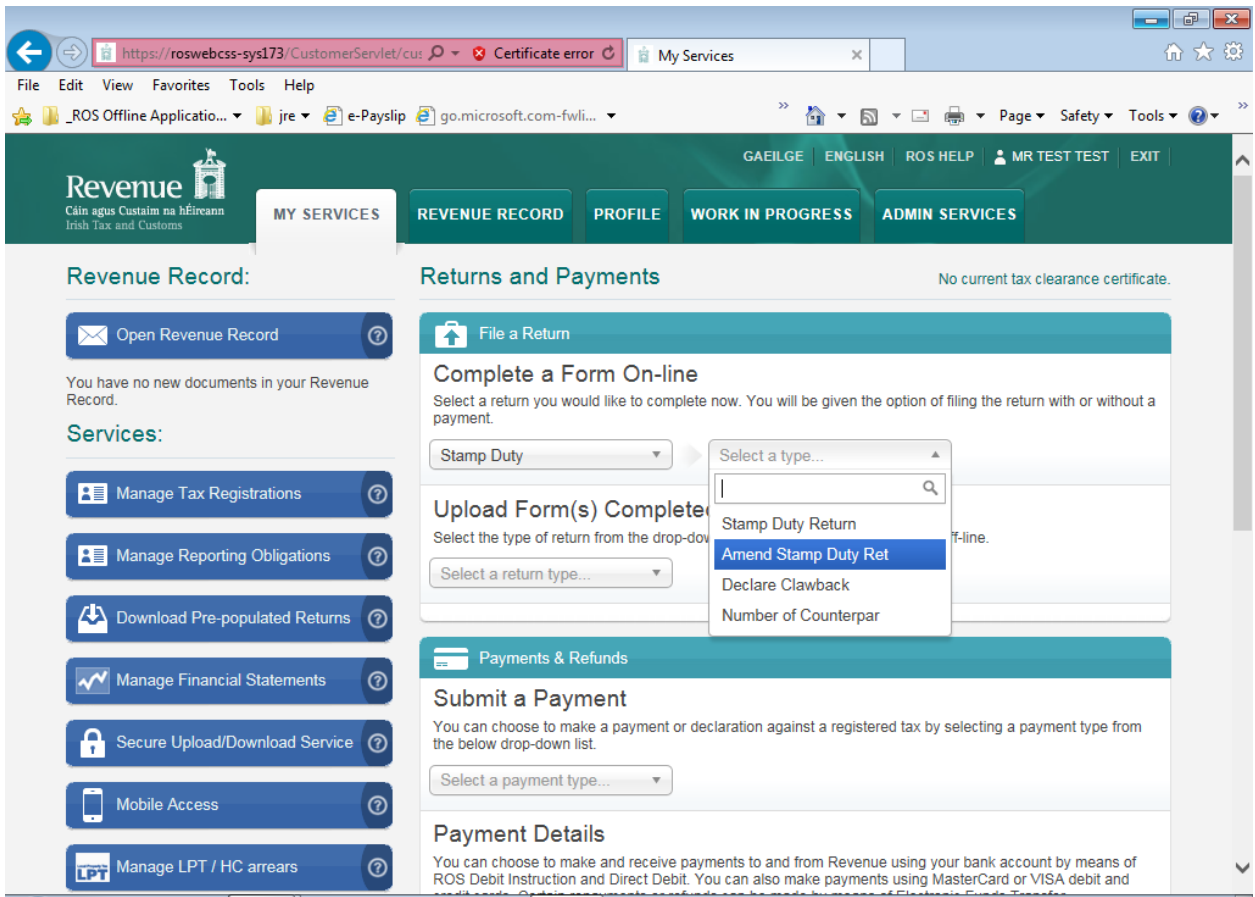 https://roswebcss-sys173/CustomerServlet/cu Certificate error My Services
File Edit View Favorites Tools Help
_ROS Offline Applicatio... jre e-Payslip go.microsoft.com-fwli... Page Safety Tools
GAEILGE ENGLISH ROS HELP MR TEST TEST EXIT
Revenue
Cáin agus Custaim na hÉireann
Irish Tax and Customs
MY SERVICES REVENUE RECORD PROFILE WORK IN PROGRESS ADMIN SERVICES
Revenue Record:
Open Revenue Record
You have no new documents in your Revenue
Record.
Services:
Manage Tax Registrations
Manage Reporting Obligations
Download Pre-populated Returns
Manage Financial Statements
Secure Upload/Download Service
Mobile Access
LPT Manage LPT / HC arrears
Returns and Payments
No current tax clearance certificate.
File a Return
Complete a Form On-line
Select a return you would like to complete now. You will be given the option of filing the return with or without a
payment.
Stamp Duty Select a type...
Stamp Duty Return
Amend Stamp Duty Ret
Declare Clawback
Number of Counterpar
Upload Form(s) Complete
Select the type of return from the drop-dow f-line.
Select a return type...
Payments & Refunds
Submit a Payment
You can choose to make a payment or declaration against a registered tax by selecting a payment type from
the below drop-down list.
Select a payment type...
Payment Details
You can choose to make and receive payments to and from Revenue using your bank account by means of
ROS Debit Instruction and Direct Debit. You can also make payments using MasterCard or VISA debit and